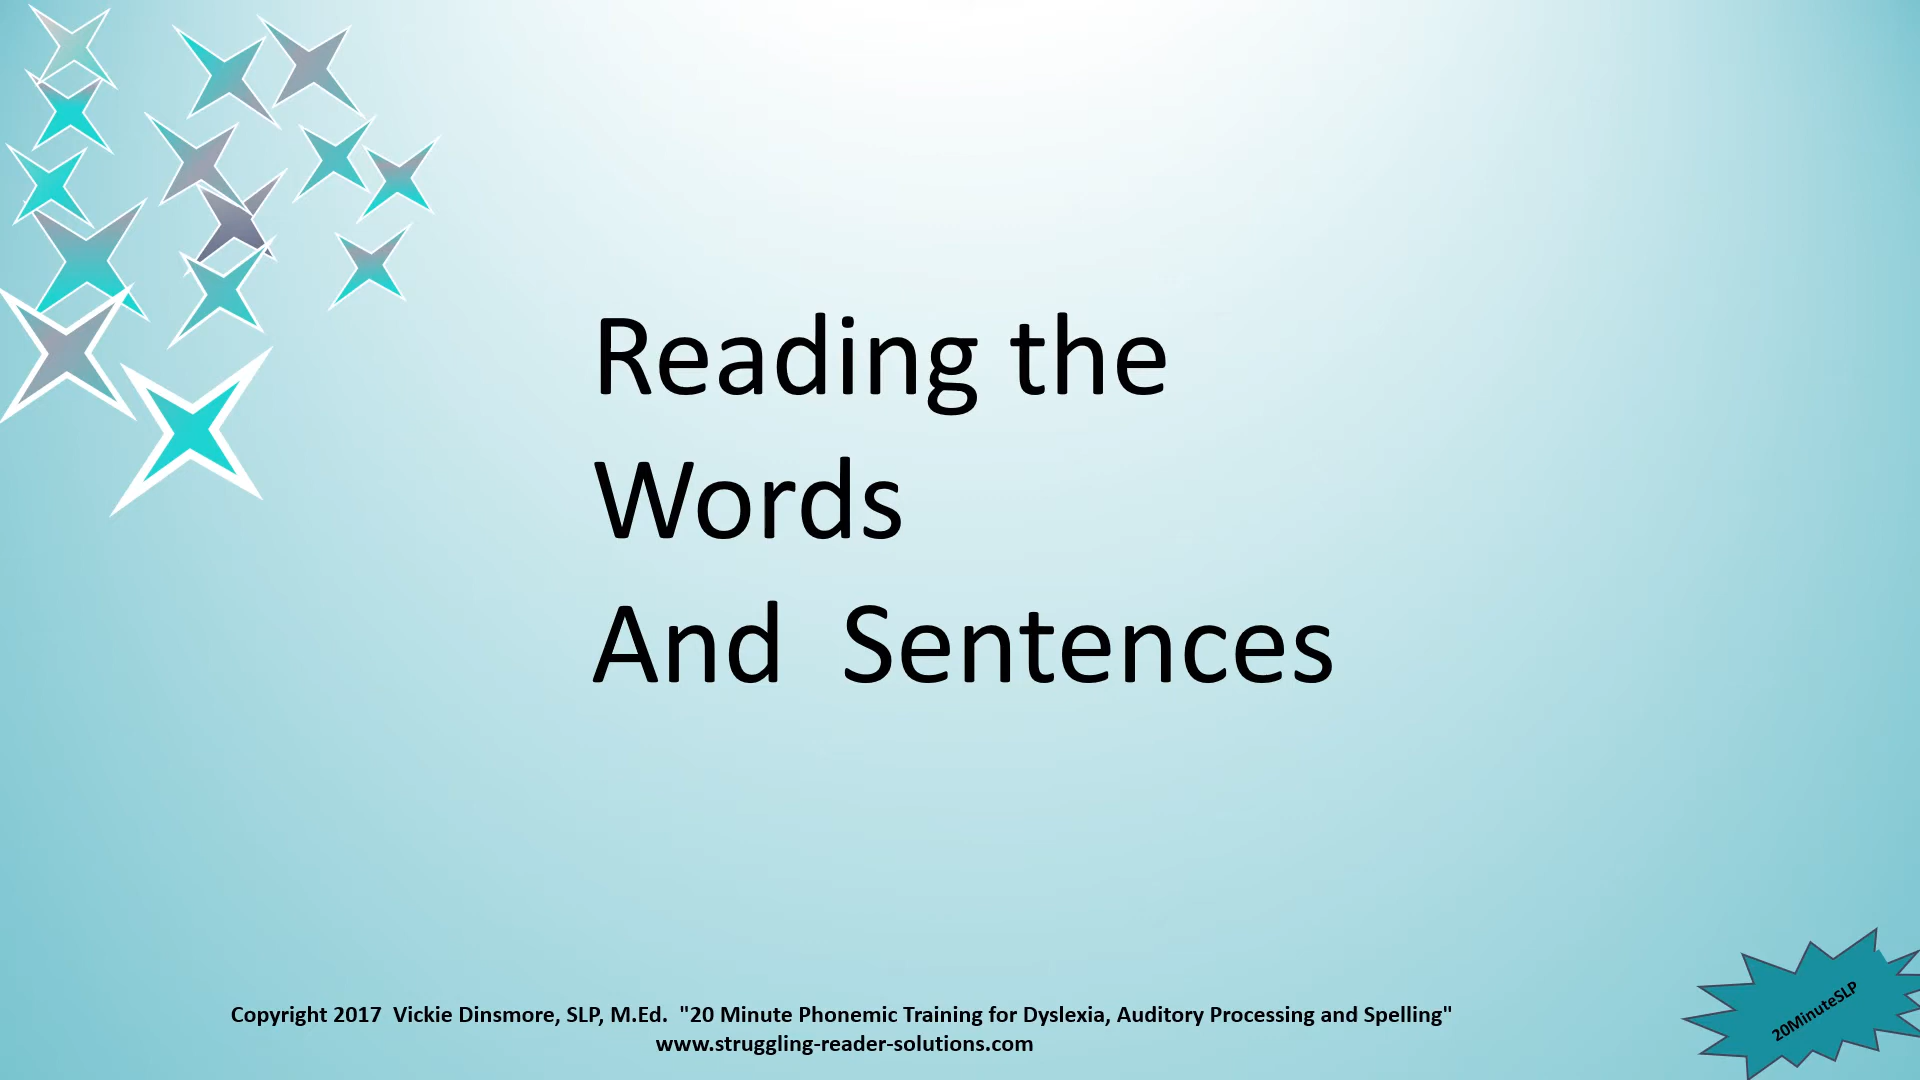 Reading the
Words
And  Sentences
Copyright 2017  Vickie Dinsmore, SLP, M.Ed.  "20 Minute Phonemic Training for Dyslexia, Auditory Processing and Spelling"
www.struggling-reader-solutions.com
20MinuteSLP